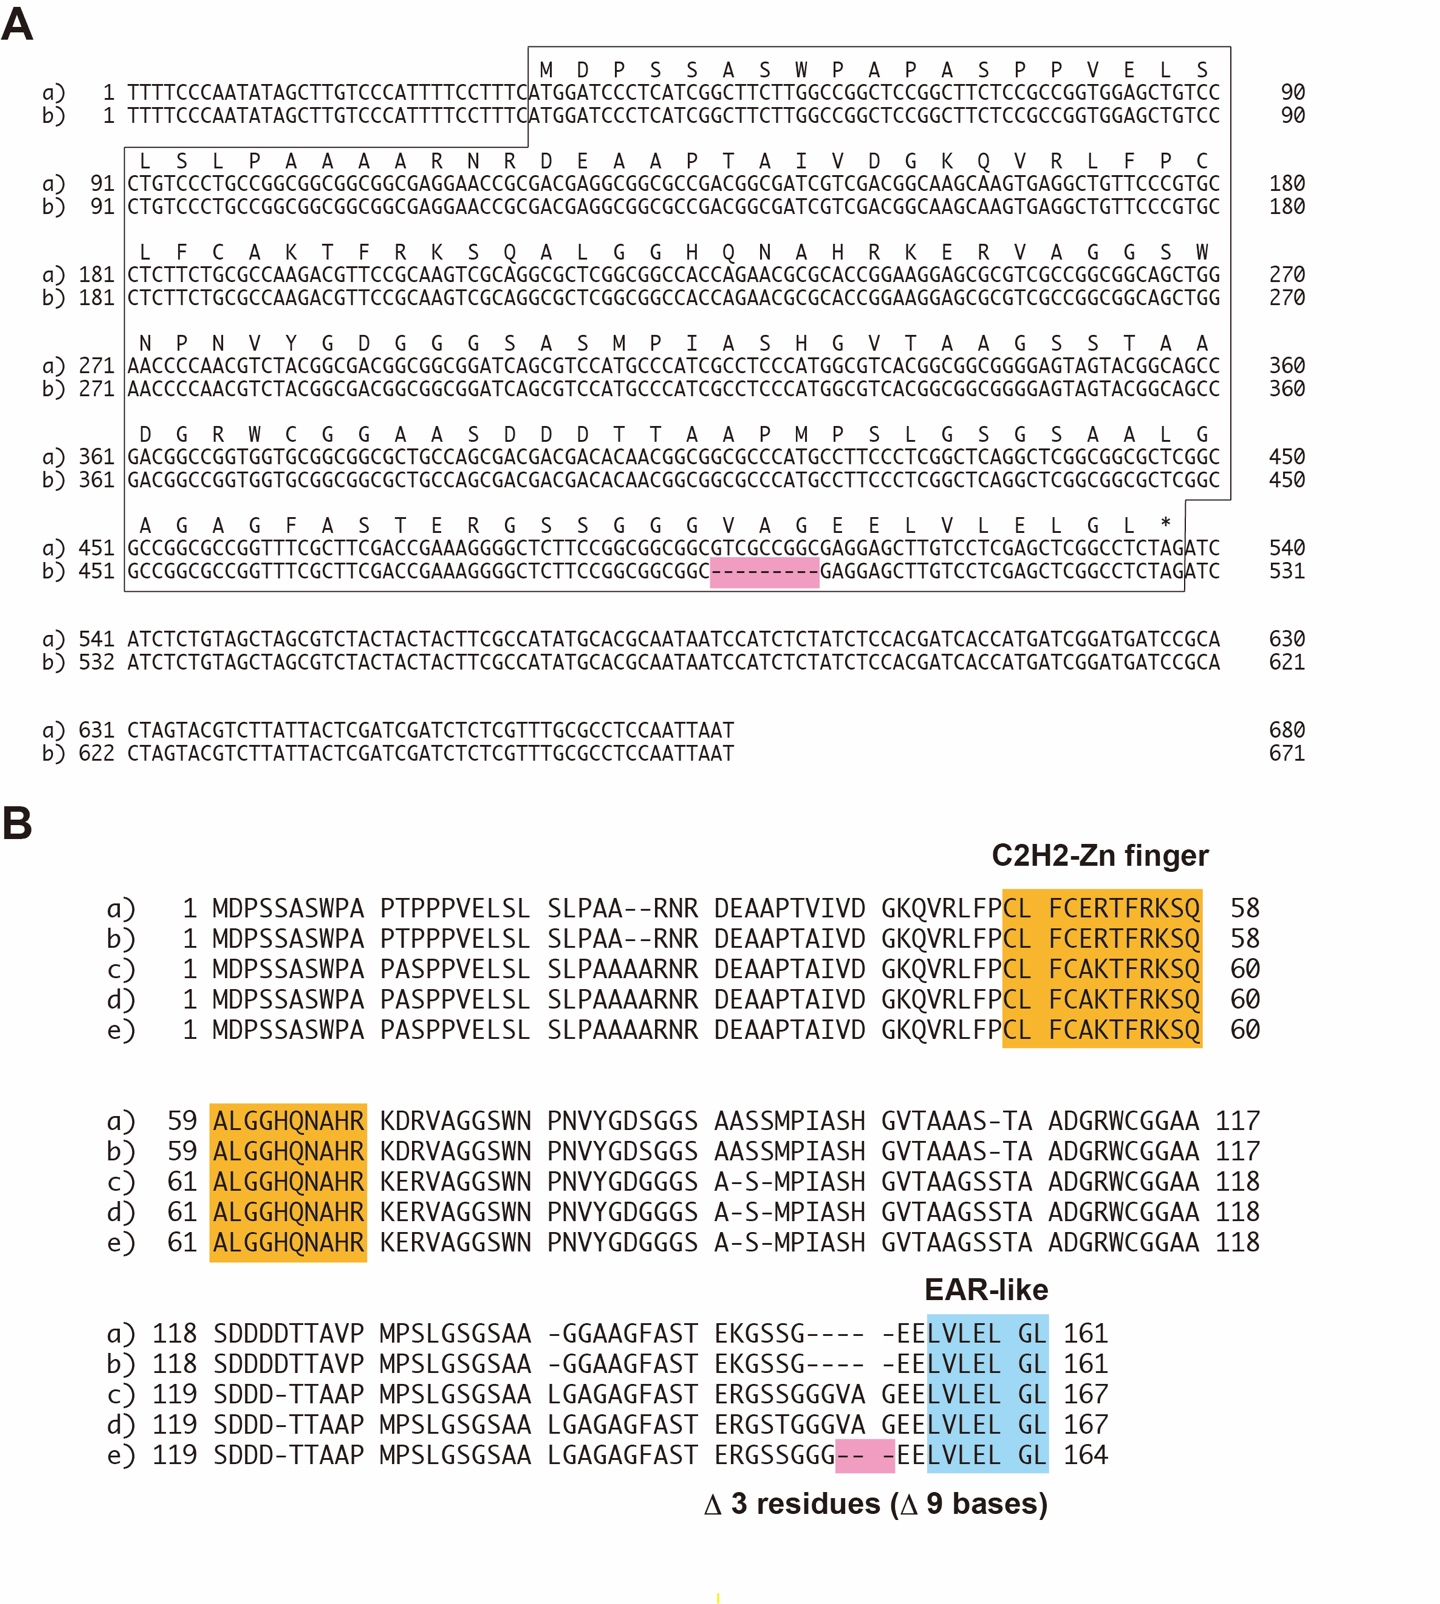 A
M D P S S A S W P A P A S P P V E L S
a) 1 TTTTCCCAATATAGCTTGTCCCATTTTCCTTTCATGGATCCCTCATCGGCTTCTTGGCCGGCTCCGGCTTCTCCGCCGGTGGAGCTGTCC 90
b) 1 TTTTCCCAATATAGCTTGTCCCATTTTCCTTTCATGGATCCCTCATCGGCTTCTTGGCCGGCTCCGGCTTCTCCGCCGGTGGAGCTGTCC 90
L S L P A A A A R N R D E A A P T A I V D G K Q V R L F P C
a) 91 CTGTCCCTGCCGGCGGCGGCGGCGAGGAACCGCGACGAGGCGGCGCCGACGGCGATCGTCGACGGCAAGCAAGTGAGGCTGTTCCCGTGC 180
b) 91 CTGTCCCTGCCGGCGGCGGCGGCGAGGAACCGCGACGAGGCGGCGCCGACGGCGATCGTCGACGGCAAGCAAGTGAGGCTGTTCCCGTGC 180
L F C A K T F R K S Q A L G G H Q N A H R K E R V A G G S W
a) 181 CTCTTCTGCGCCAAGACGTTCCGCAAGTCGCAGGCGCTCGGCGGCCACCAGAACGCGCACCGGAAGGAGCGCGTCGCCGGCGGCAGCTGG 270
b) 181 CTCTTCTGCGCCAAGACGTTCCGCAAGTCGCAGGCGCTCGGCGGCCACCAGAACGCGCACCGGAAGGAGCGCGTCGCCGGCGGCAGCTGG 270
N P N V Y G D G G G S A S M P I A S H G V T A A G S S T A A
a) 271 AACCCCAACGTCTACGGCGACGGCGGCGGATCAGCGTCCATGCCCATCGCCTCCCATGGCGTCACGGCGGCGGGGAGTAGTACGGCAGCC 360
b) 271 AACCCCAACGTCTACGGCGACGGCGGCGGATCAGCGTCCATGCCCATCGCCTCCCATGGCGTCACGGCGGCGGGGAGTAGTACGGCAGCC 360
D G R W C G G A A S D D D T T A A P M P S L G S G S A A L G
a) 361 GACGGCCGGTGGTGCGGCGGCGCTGCCAGCGACGACGACACAACGGCGGCGCCCATGCCTTCCCTCGGCTCAGGCTCGGCGGCGCTCGGC 450
b) 361 GACGGCCGGTGGTGCGGCGGCGCTGCCAGCGACGACGACACAACGGCGGCGCCCATGCCTTCCCTCGGCTCAGGCTCGGCGGCGCTCGGC 450
A G A G F A S T E R G S S G G G V A G E E L V L E L G L *
a) 451 GCCGGCGCCGGTTTCGCTTCGACCGAAAGGGGCTCTTCCGGCGGCGGCGTCGCCGGCGAGGAGCTTGTCCTCGAGCTCGGCCTCTAGATC 540
b) 451 GCCGGCGCCGGTTTCGCTTCGACCGAAAGGGGCTCTTCCGGCGGCGGC---------GAGGAGCTTGTCCTCGAGCTCGGCCTCTAGATC 531
a) 541 ATCTCTGTAGCTAGCGTCTACTACTACTTCGCCATATGCACGCAATAATCCATCTCTATCTCCACGATCACCATGATCGGATGATCCGCA 630
b) 532 ATCTCTGTAGCTAGCGTCTACTACTACTTCGCCATATGCACGCAATAATCCATCTCTATCTCCACGATCACCATGATCGGATGATCCGCA 621
a) 631 CTAGTACGTCTTATTACTCGATCGATCTCTCGTTTGCGCCTCCAATTAAT 680
b) 622 CTAGTACGTCTTATTACTCGATCGATCTCTCGTTTGCGCCTCCAATTAAT 671
B
C2H2-Zn finger
a) 1 MDPSSASWPA PTPPPVELSL SLPAA--RNR DEAAPTVIVD GKQVRLFPCL FCERTFRKSQ 58
b) 1 MDPSSASWPA PTPPPVELSL SLPAA--RNR DEAAPTAIVD GKQVRLFPCL FCERTFRKSQ 58
c) 1 MDPSSASWPA PASPPVELSL SLPAAAARNR DEAAPTAIVD GKQVRLFPCL FCAKTFRKSQ 60
d) 1 MDPSSASWPA PASPPVELSL SLPAAAARNR DEAAPTAIVD GKQVRLFPCL FCAKTFRKSQ 60
e) 1 MDPSSASWPA PASPPVELSL SLPAAAARNR DEAAPTAIVD GKQVRLFPCL FCAKTFRKSQ 60
a) 59 ALGGHQNAHR KDRVAGGSWN PNVYGDSGGS AASSMPIASH GVTAAAS-TA ADGRWCGGAA 117
b) 59 ALGGHQNAHR KDRVAGGSWN PNVYGDSGGS AASSMPIASH GVTAAAS-TA ADGRWCGGAA 117
c) 61 ALGGHQNAHR KERVAGGSWN PNVYGDGGGS A-S-MPIASH GVTAAGSSTA ADGRWCGGAA 118
d) 61 ALGGHQNAHR KERVAGGSWN PNVYGDGGGS A-S-MPIASH GVTAAGSSTA ADGRWCGGAA 118
e) 61 ALGGHQNAHR KERVAGGSWN PNVYGDGGGS A-S-MPIASH GVTAAGSSTA ADGRWCGGAA 118
EAR-like
a) 118 SDDDDTTAVP MPSLGSGSAA -GGAAGFAST EKGSSG---- -EELVLEL GL 161
b) 118 SDDDDTTAVP MPSLGSGSAA -GGAAGFAST EKGSSG---- -EELVLEL GL 161
c) 119 SDDD-TTAAP MPSLGSGSAA LGAGAGFAST ERGSSGGGVA GEELVLEL GL 167
d) 119 SDDD-TTAAP MPSLGSGSAA LGAGAGFAST ERGSTGGGVA GEELVLEL GL 167
e) 119 SDDD-TTAAP MPSLGSGSAA LGAGAGFAST ERGSSGGG-- -EELVLEL GL 164
Δ 3 residues (Δ 9 bases)